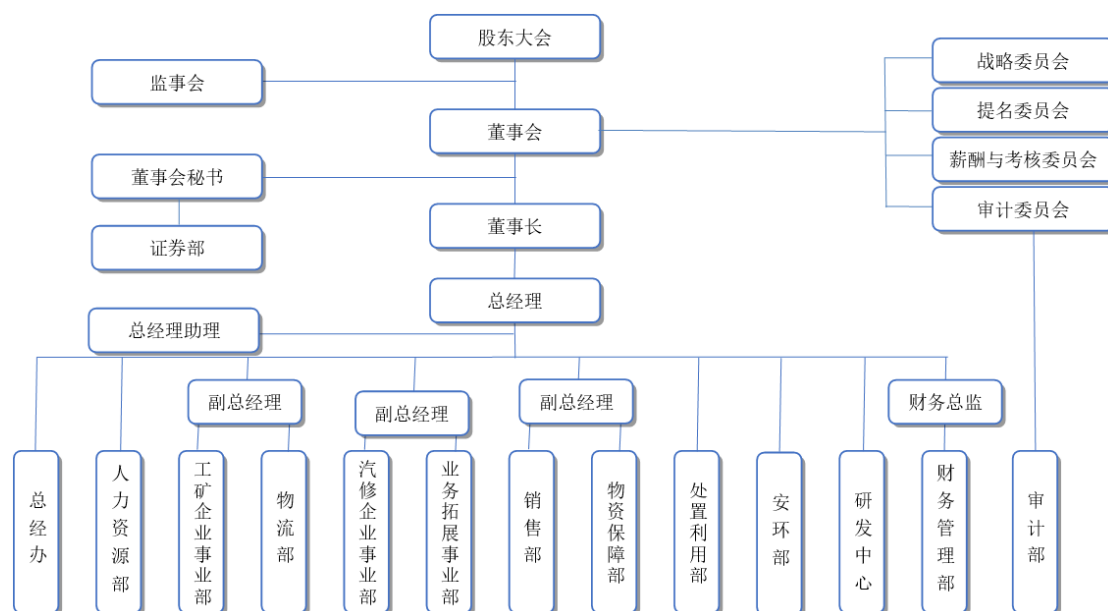 股东大会
战略委员会
监事会
提名委员会
董事会
薪酬与考核委员会
董事会秘书
审计委员会
董事长
证券部
总经理
总经理助理
副总经理
副总经理
副总经理
财务总监
总经办
人力资源部
工矿企业事业部
物流部
汽修企业事业部
业务拓展事业部
销售部
物资保障部
处置利用部
安环部
研发中心
财务管理部
审计部